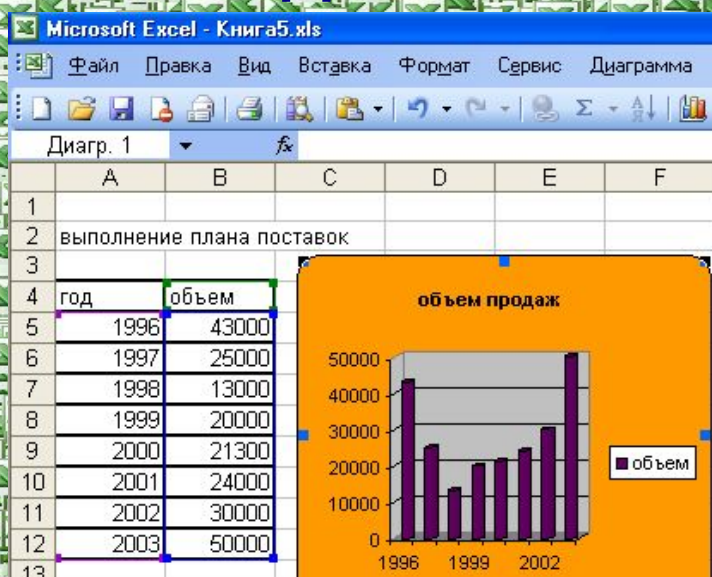 Microsoft Excel - Книга5.xls
Файл Правка Вид Вставка Формат Сервис Диаграмма
Диагр. 1 fx
A B C D E F
1
2 выполнение плана поставок
3
4 год объем
5 1996 43000
6 1997 25000
7 1998 13000
8 1999 20000
9 2000 21300
10 2001 24000
11 2002 30000
12 2003 50000
13
объем продаж
50000
40000
30000
20000
10000
0
1996 1999 2002
объем